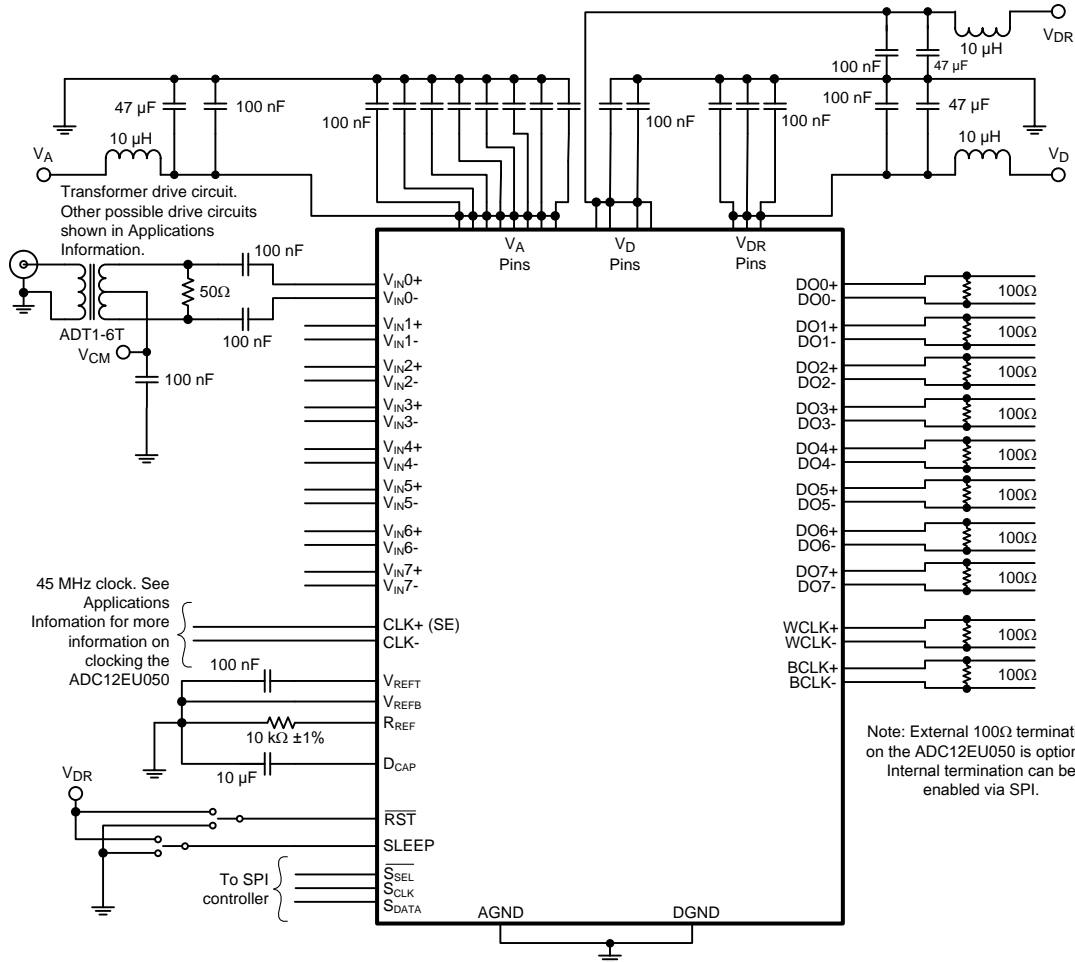 10 µH
V_DR
100 nF
47 µF
47 µF
100 nF
100 nF
100 nF
100 nF
100 nF
47 µF
10 µH
10 µH
V_A
V_D
Transformer drive circuit.
Other possible drive circuits
shown in Applications
Information.
V_A
Pins
V_D
Pins
V_DR
Pins
100 nF
50Ω
ADT1-6T
100 nF
V_CM
100 nF
V_IN0+
V_IN0-
V_IN1+
V_IN1-
V_IN2+
V_IN2-
V_IN3+
V_IN3-
V_IN4+
V_IN4-
V_IN5+
V_IN5-
V_IN6+
V_IN6-
V_IN7+
V_IN7-
DO0+
DO0-
100Ω
DO1+
DO1-
100Ω
DO2+
DO2-
100Ω
DO3+
DO3-
100Ω
DO4+
DO4-
100Ω
DO5+
DO5-
100Ω
DO6+
DO6-
100Ω
DO7+
DO7-
100Ω
WCLK+
WCLK-
100Ω
BCLK+
BCLK-
100Ω
45 MHz clock. See
Applications
Infomation for more
information on
clocking the
ADC12EU050
CLK+ (SE)
CLK-
100 nF
V_REFT
V_REFB
R_REF
10 kΩ ±1%
D_CAP
10 µF
V_DR
RST
SLEEP
To SPI
controller
S_SEL
S_CLK
S_DATA
AGND
DGND
Note: External 100Ω terminati
on the ADC12EU050 is option
Internal termination can be
enabled via SPI.